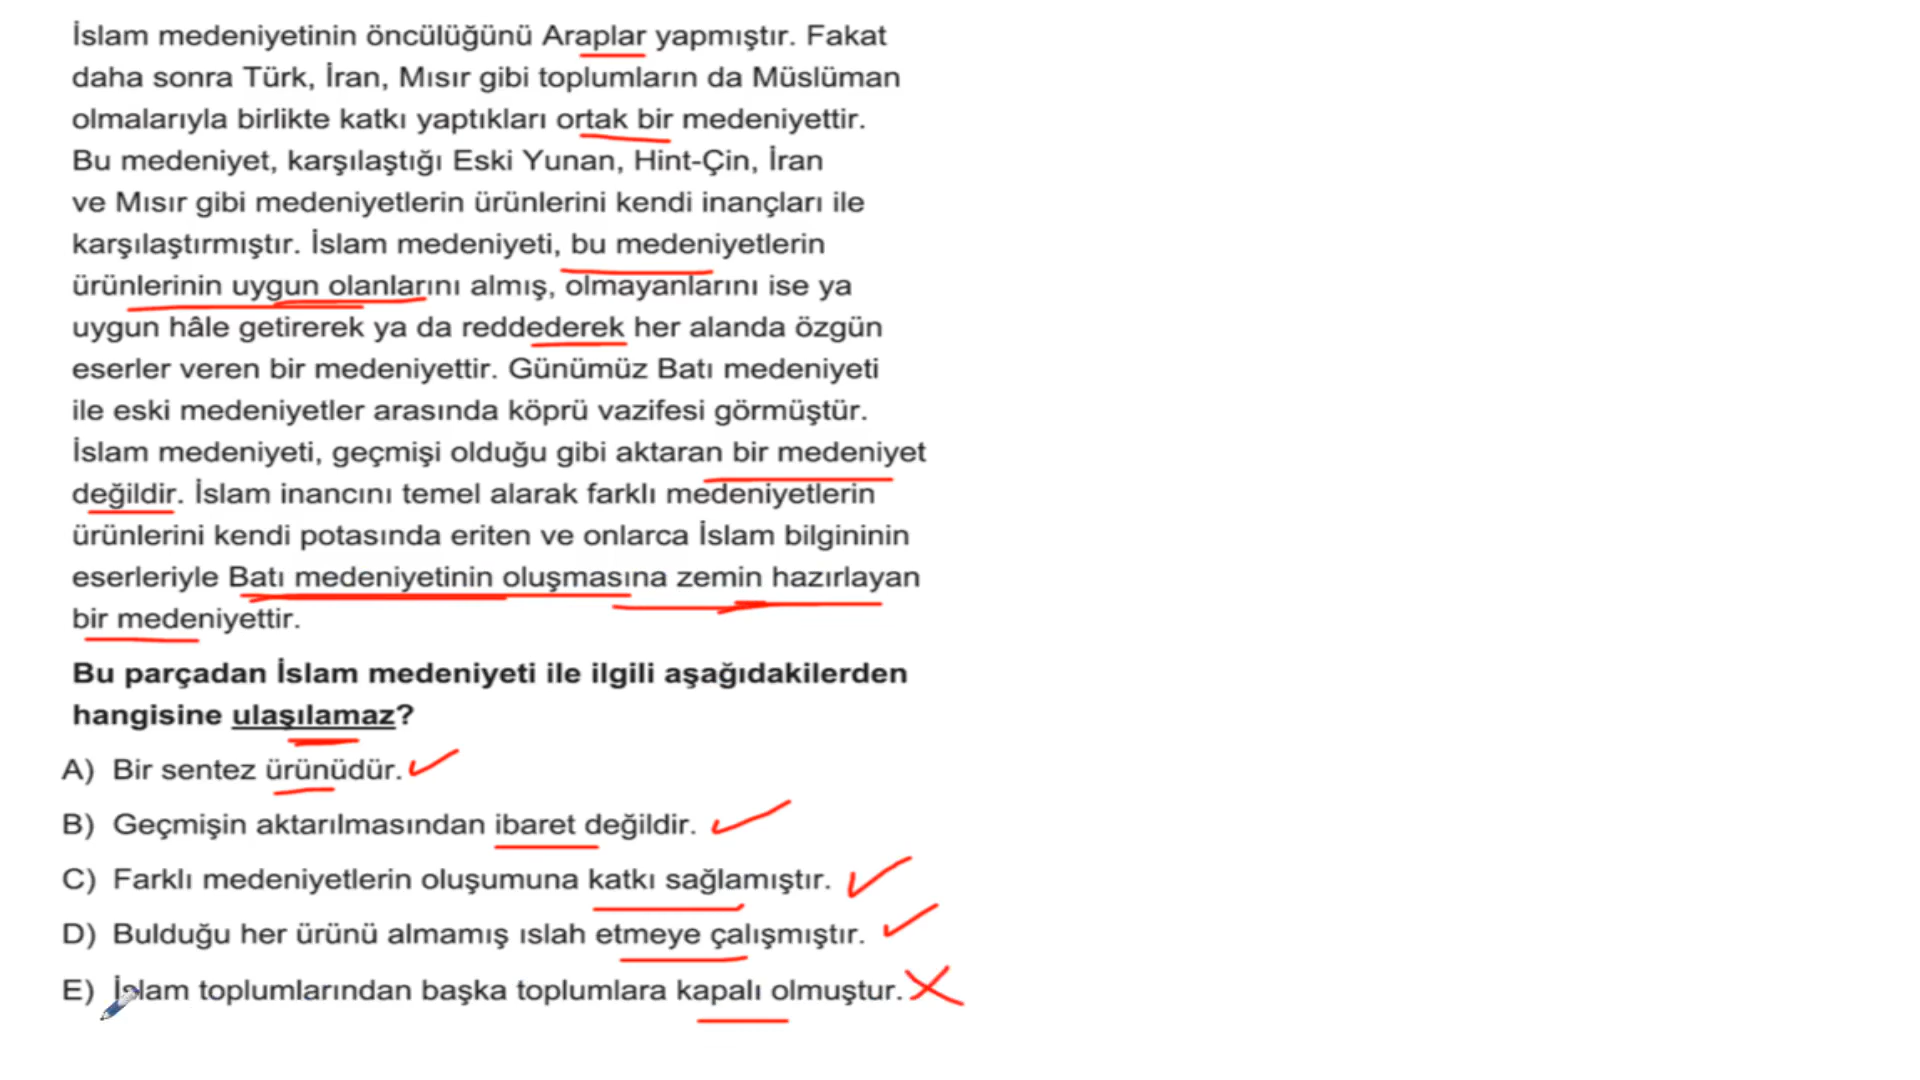 İslam medeniyetinin öncülüğünü Araplar yapmıştır. Fakat
daha sonra Türk, İran, Mısır gibi toplumların da Müslüman
olmalarıyla birlikte katkı yaptıkları ortak bir medeniyettir.
Bu medeniyet, karşılaştığı Eski Yunan, Hint-Çin, İran
ve Mısır gibi medeniyetlerin ürünlerini kendi inançları ile
karşılaştırmıştır. İslam medeniyeti, bu medeniyetlerin
ürünlerinin uygun olanlarını almış, olmayanlarını ise ya
uygun hâle getirerek ya da reddederek her alanda özgün
eserler veren bir medeniyettir. Günümüz Batı medeniyeti
ile eski medeniyetler arasında köprü vazifesi görmüştür.
İslam medeniyeti, geçmişi olduğu gibi aktaran bir medeniyet
değildir. İslam inancını temel alarak farklı medeniyetlerin
ürünlerini kendi potasında eriten ve onlarca İslam bilgininin
eserleriyle Batı medeniyetinin oluşmasına zemin hazırlayan
bir medeniyettir.
Bu parçadan İslam medeniyeti ile ilgili aşağıdakilerden
hangisine ulaşılamaz?
A) Bir sentez ürünüdür.
B) Geçmişin aktarılmasından ibaret değildir.
C) Farklı medeniyetlerin oluşumuna katkı sağlamıştır.
D) Bulduğu her ürünü almamış ıslah etmeye çalışmıştır.
E) İslam toplumlarından başka toplumlara kapalı olmuştur.